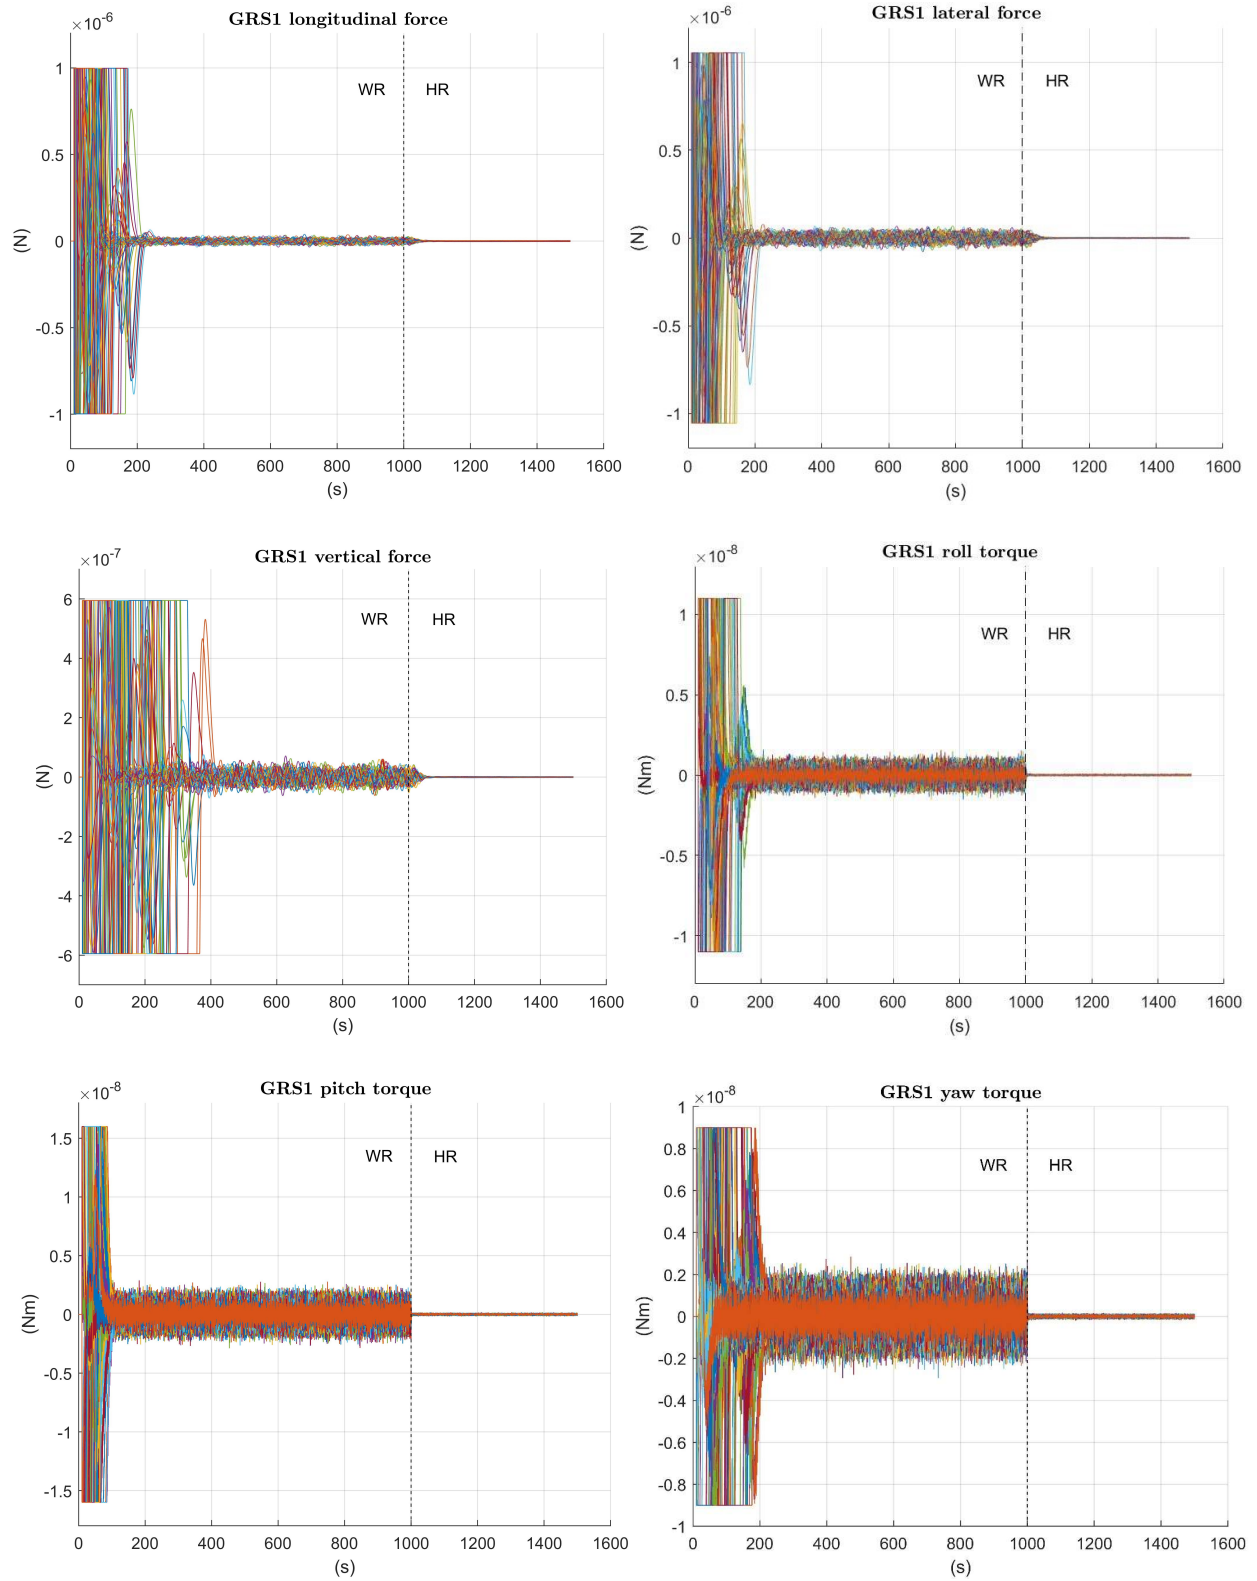 GRS1 longitudinal force
×10-6
1
0.5
0
-0.5
-1
(N)
WR
HR
0 200 400 600 800 1000 1200 1400 1600
(s)
GRS1 lateral force
×10-6
1
0.5
0
-0.5
-1
(N)
WR
HR
0 200 400 600 800 1000 1200 1400 1600
(s)
GRS1 vertical force
×10-7
6
4
2
0
-2
-4
-6
(N)
WR
HR
0 200 400 600 800 1000 1200 1400 1600
(s)
GRS1 roll torque
×10-8
1
0.5
0
-0.5
-1
(Nm)
WR
HR
0 200 400 600 800 1000 1200 1400 1600
(s)
GRS1 pitch torque
×10-8
1.5
1
0.5
0
-0.5
-1
-1.5
(Nm)
WR
HR
0 200 400 600 800 1000 1200 1400 1600
(s)
GRS1 yaw torque
×10-8
1
0.8
0.6
0.4
0.2
0
-0.2
-0.4
-0.6
-0.8
-1
(Nm)
WR
HR
0 200 400 600 800 1000 1200 1400 1600
(s)